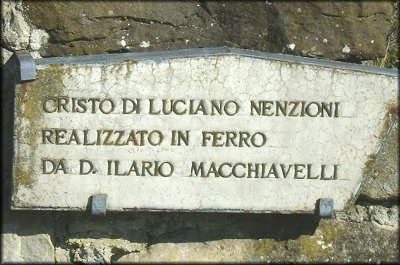 CRISTO DI LUCIANO NENZIONI
REALIZZATO IN FERRO
DA D. ILARIO MACCHIAVELLI